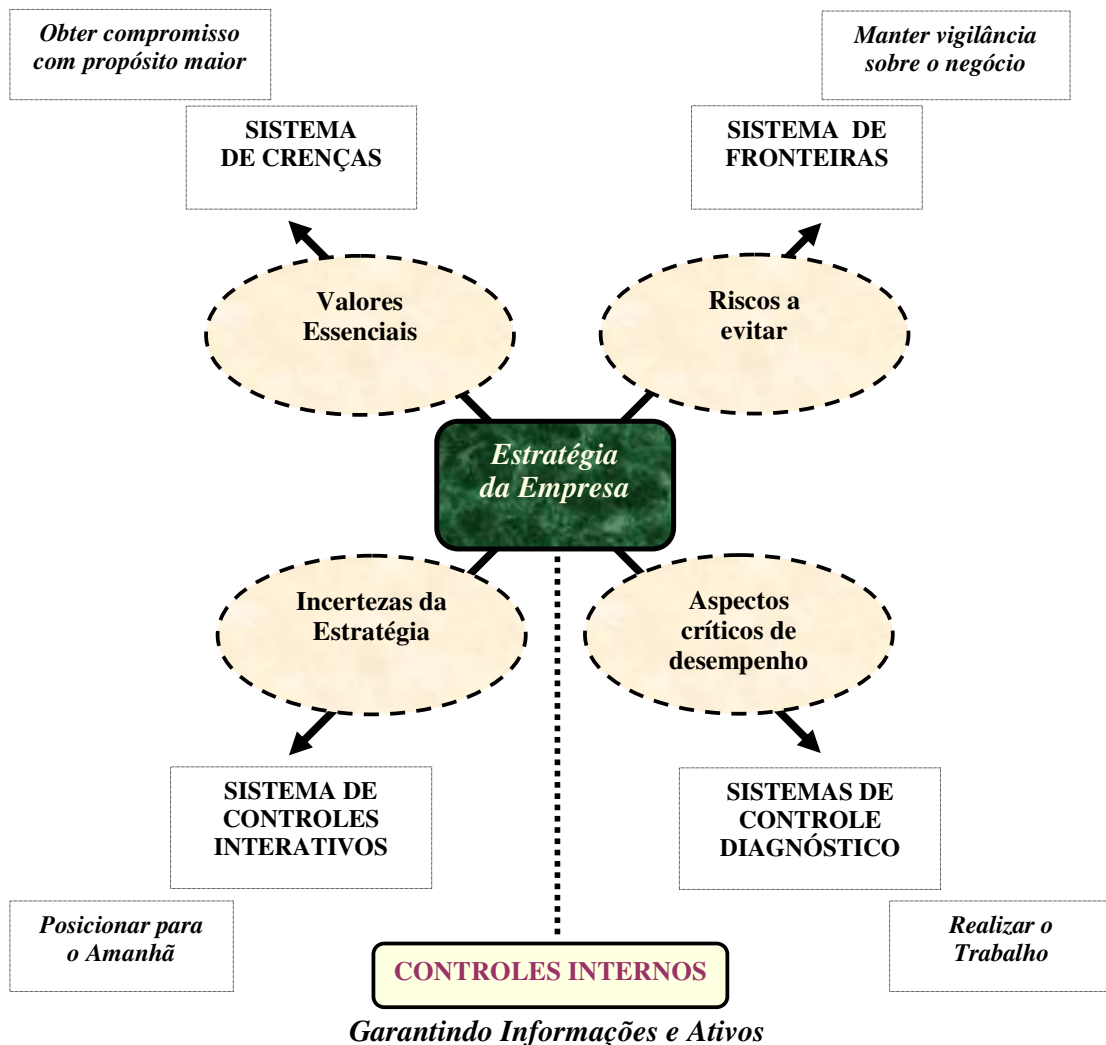 Obter compromisso
com propósito maior
Manter vigilância
sobre o negócio
SISTEMA
DE CRENÇAS
SISTEMA DE
FRONTEIRAS
Valores
Essenciais
Riscos a
evitar
Estratégia
da Empresa
Incertezas da
Estratégia
Aspectos
críticos de
desempenho
SISTEMA DE
CONTROLES
INTERATIVOS
SISTEMAS DE
CONTROLE
DIAGNÓSTICO
Posicionar para
o Amanhã
Realizar o
Trabalho
CONTROLES INTERNOS
Garantindo Informações e Ativos